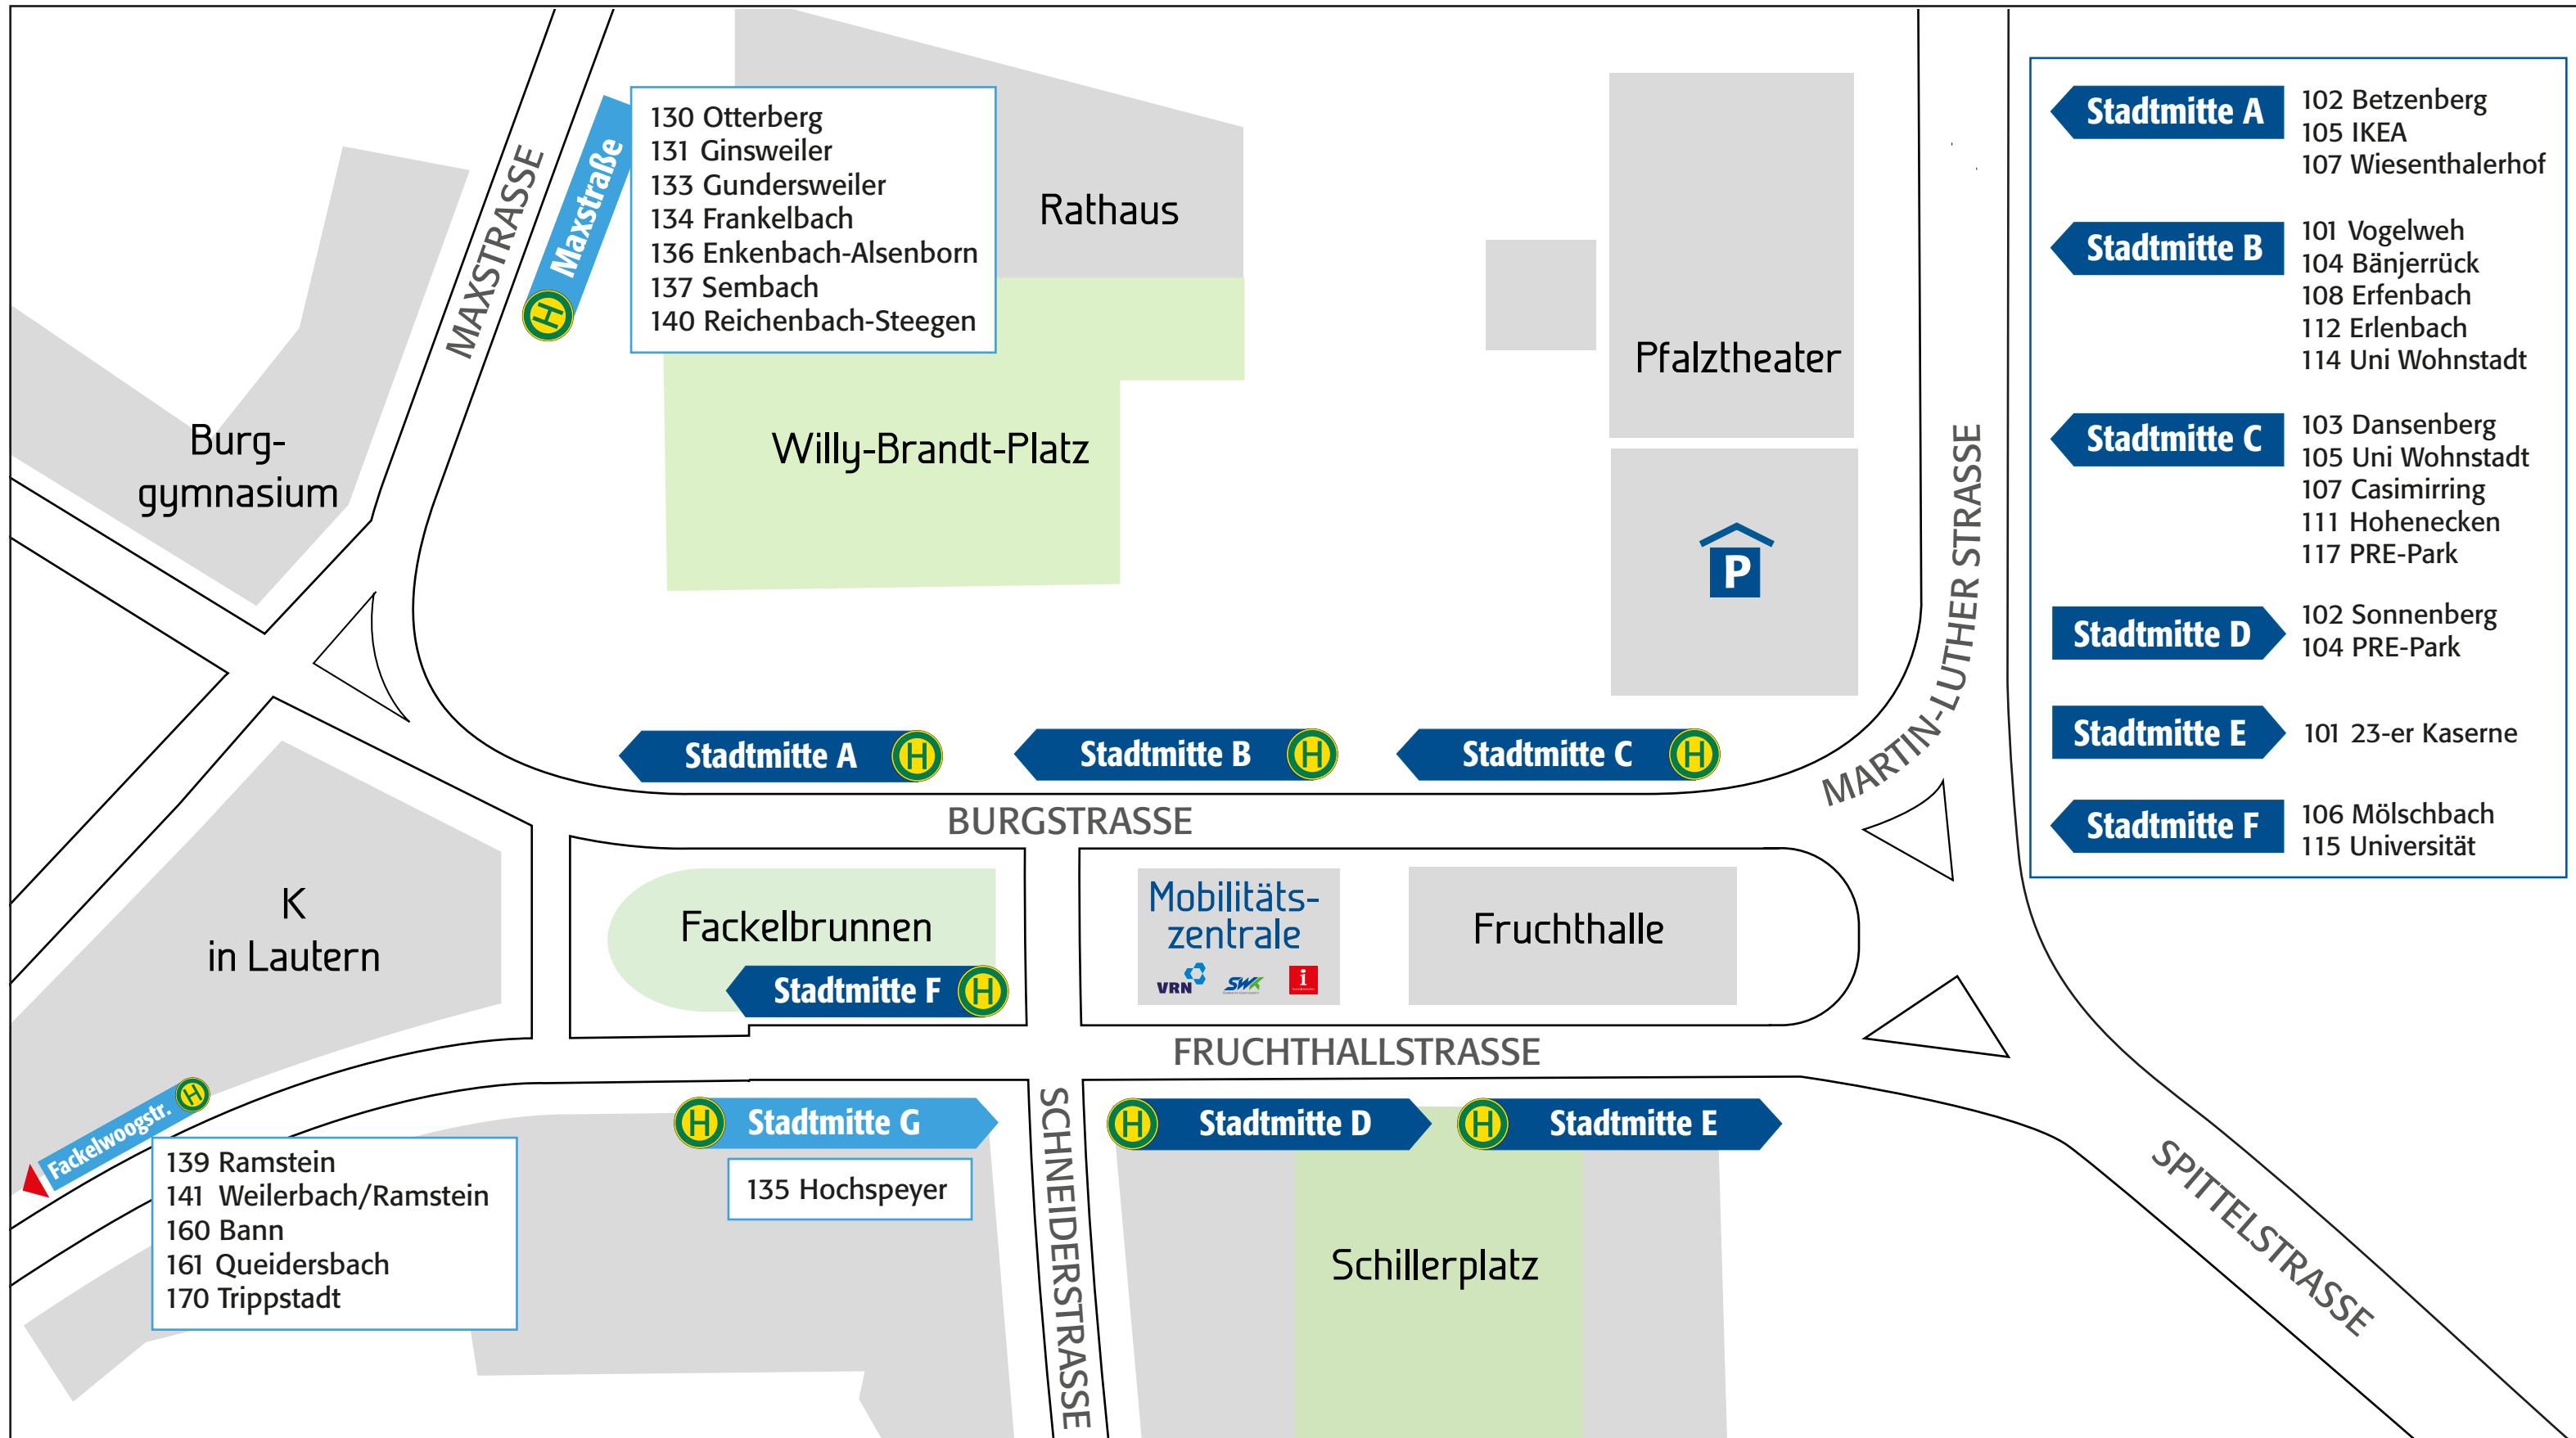 MAXSTRASSE
Maxstraße
H
130 Otterberg
131 Ginsweiler
133 Gundersweiler
134 Frankelbach
136 Enkenbach-Alsenborn
137 Sembach
140 Reichenbach-Steegen
Rathaus
Pfalztheater
Willy-Brandt-Platz
Burg-
gymnasium
P
MARTIN-LUTHER STRASSE
Stadtmitte A
102 Betzenberg
105 IKEA
107 Wiesenthalerhof
Stadtmitte B
101 Vogelweh
104 Bänjerrück
108 Erfenbach
112 Erlenbach
114 Uni Wohnstadt
Stadtmitte C
103 Dansenberg
105 Uni Wohnstadt
107 Casimirring
111 Hohenecken
117 PRE-Park
Stadtmitte D
102 Sonnenberg
104 PRE-Park
Stadtmitte E
101 23-er Kaserne
Stadtmitte F
106 Mölschbach
115 Universität
Stadtmitte A H
Stadtmitte B H
Stadtmitte C H
BURGSTRASSE
K
in Lautern
Fackelbrunnen
Stadtmitte F H
Mobilitäts-
zentrale
VRN SWK i
Fruchthalle
FRUCHTHALLSTRASSE
Fackelwoogstr. H
139 Ramstein
141 Weilerbach/Ramstein
160 Bann
161 Queidersbach
170 Trippstadt
H Stadtmitte G
135 Hochspeyer
SCHNEIDERSTRASSE
H Stadtmitte D
H Stadtmitte E
Schillerplatz
SPITTELSTRASSE